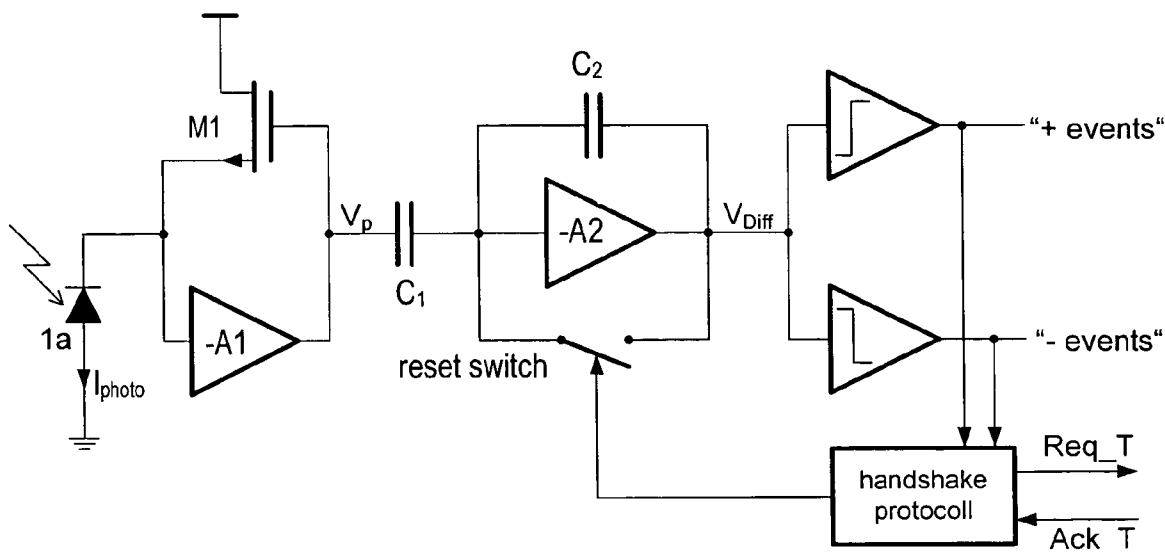 C2
M1
"+ events"
Vp
-A2
VDiff
C1
1a
-A1
reset switch
"- events"
Iphoto
handshake
protocoll
Req_T
Ack_T